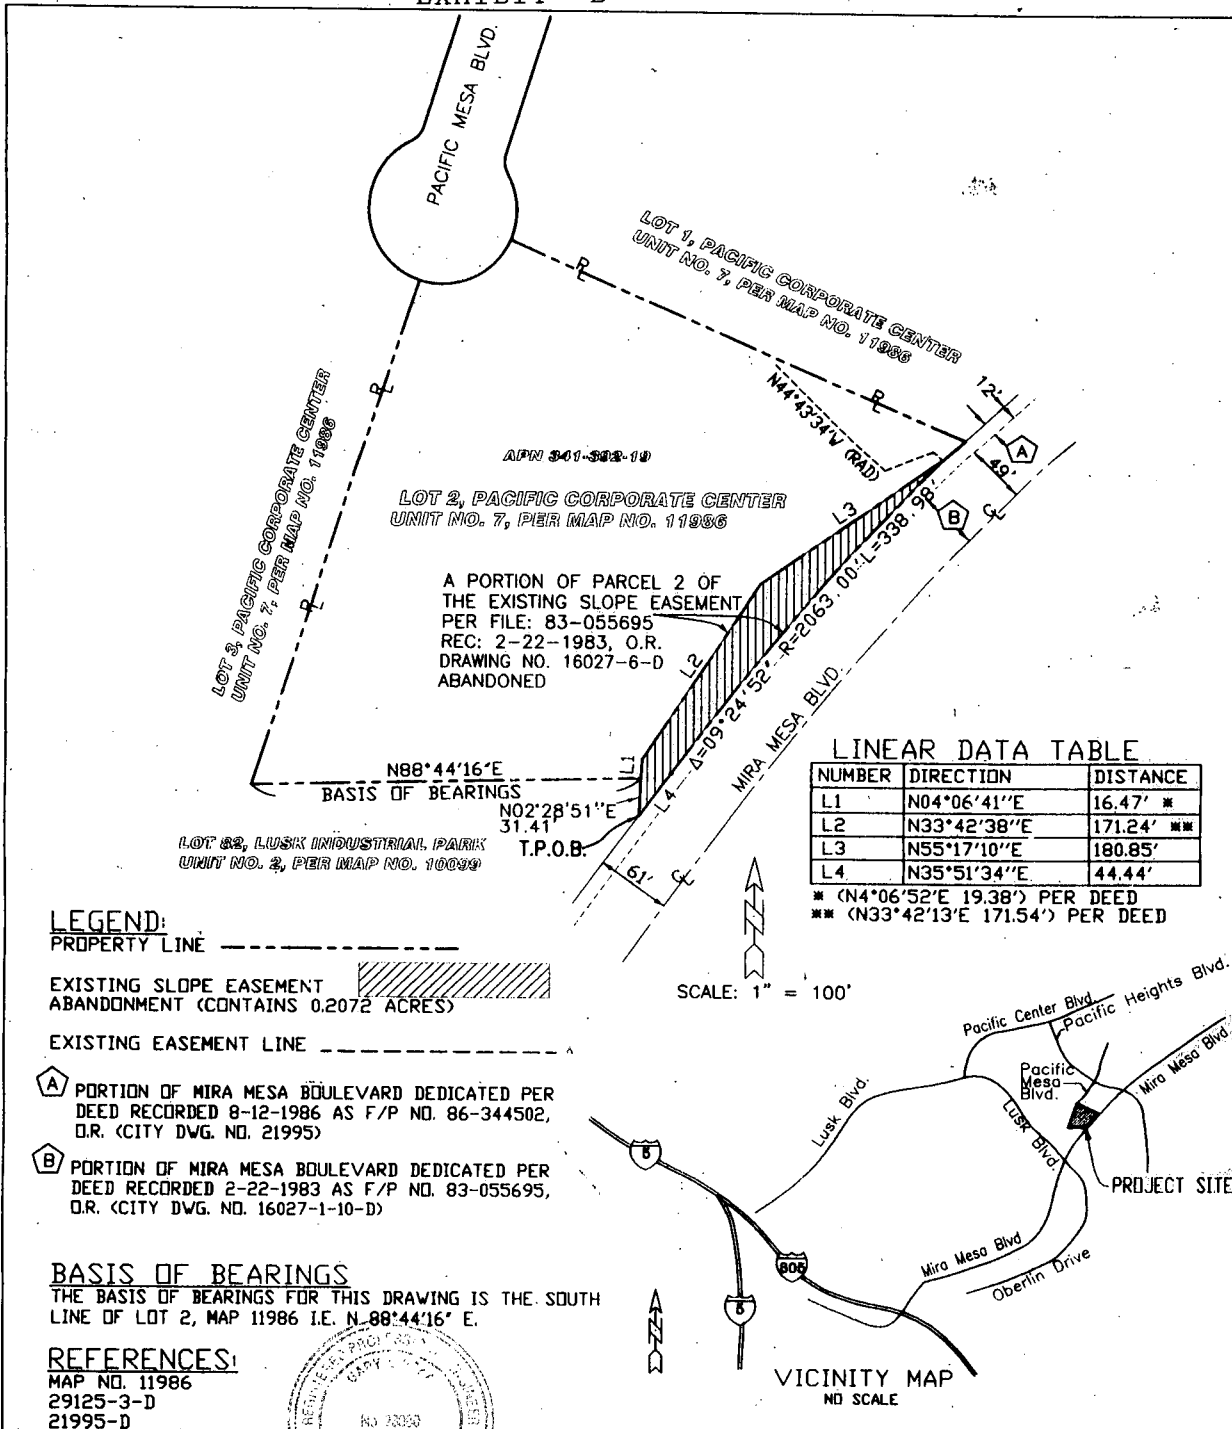 PACIFIC MESA BLVD.
LOT 1, PACIFIC CORPORATE CENTER
UNIT NO. 7, PER MAP NO. 11986
PL
PL
12'
N44°43'34"W (RAD)
A
49'
PL
APN 341-392-19
LOT 2, PACIFIC CORPORATE CENTER
UNIT NO. 7, PER MAP NO. 11986
L3
B
CL
LOT 3, PACIFIC CORPORATE CENTER
UNIT NO. 7, PER MAP NO. 11986
PL
A PORTION OF PARCEL 2 OF
THE EXISTING SLOPE EASEMENT
PER FILE: 83-055695
REC: 2-22-1983, O.R.
DRAWING NO. 16027-6-D
ABANDONED
L2
Δ=09°24'52" R=2063.00' L=338.98'
MIRA MESA BLVD.
L1
N88°44'16"E
BASIS OF BEARINGS
L4
N02°28'51"E
31.41'
T.P.O.B.
LOT 82, LUSK INDUSTRIAL PARK
UNIT NO. 2, PER MAP NO. 10099
61'
CL
LINEAR DATA TABLE
NUMBER DIRECTION DISTANCE
L1 N04°06'41"E 16.47' *
L2 N33°42'38"E 171.24' **
L3 N55°17'10"E 180.85'
L4 N35°51'34"E 44.44'
* (N4°06'52"E 19.38') PER DEED
** (N33°42'13"E 171.54') PER DEED
N
SCALE: 1" = 100'
LEGEND:
PROPERTY LINE
EXISTING SLOPE EASEMENT
ABANDONMENT (CONTAINS 0.2072 ACRES)
EXISTING EASEMENT LINE
A PORTION OF MIRA MESA BOULEVARD DEDICATED PER
DEED RECORDED 8-12-1986 AS F/P NO. 86-344502,
O.R. (CITY DWG. NO. 21995)
B PORTION OF MIRA MESA BOULEVARD DEDICATED PER
DEED RECORDED 2-22-1983 AS F/P NO. 83-055695,
O.R. (CITY DWG. NO. 16027-1-10-D)
BASIS OF BEARINGS
THE BASIS OF BEARINGS FOR THIS DRAWING IS THE SOUTH
LINE OF LOT 2, MAP 11986 I.E. N 88°44'16" E.
REFERENCES:
MAP NO. 11986
29125-3-D
21995-D
Pacific Center Blvd.
Pacific Heights Blvd.
Pacific
Mesa
Blvd.
Mira Mesa Blvd.
Lusk Blvd.
Lusk Blvd.
PROJECT SITE
5
805
5
Mira Mesa Blvd
Oberlin Drive
N
VICINITY MAP
NO SCALE